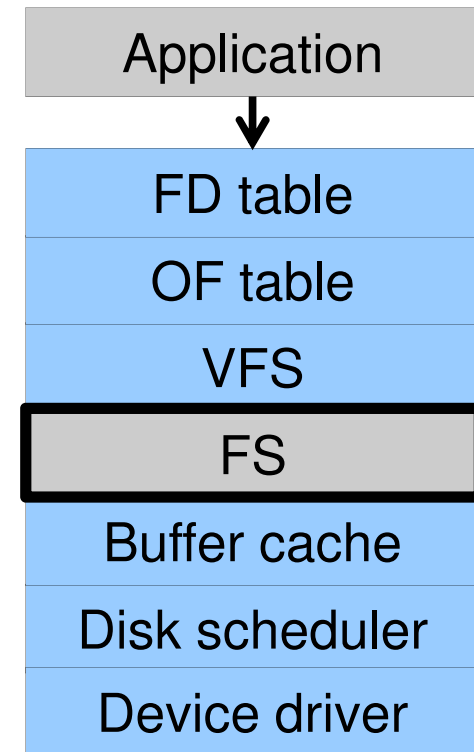 Application
FD table
OF table
VFS
FS
Buffer cache
Disk scheduler
Device driver